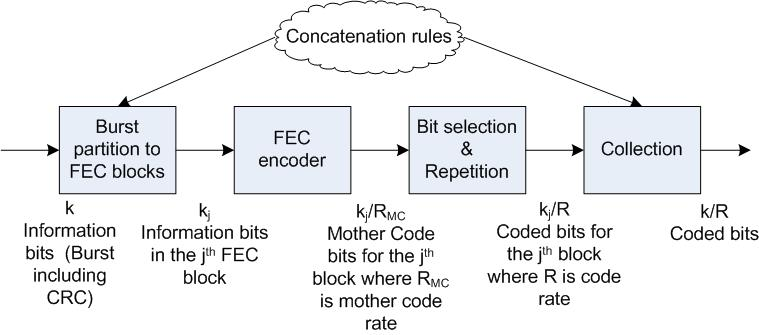 Concatenation rules
Burst
partition to
FEC blocks
FEC
encoder
Bit selection
&
Repetition
Collection
k
Information
bits (Burst
including
CRC)
kj
Information bits
in the jth FEC
block
kj/RMC
Mother Code
bits for the jth
block where RMC
is mother code
rate
kj/R
Coded bits for
the jth block
where R is code
rate
k/R
Coded bits